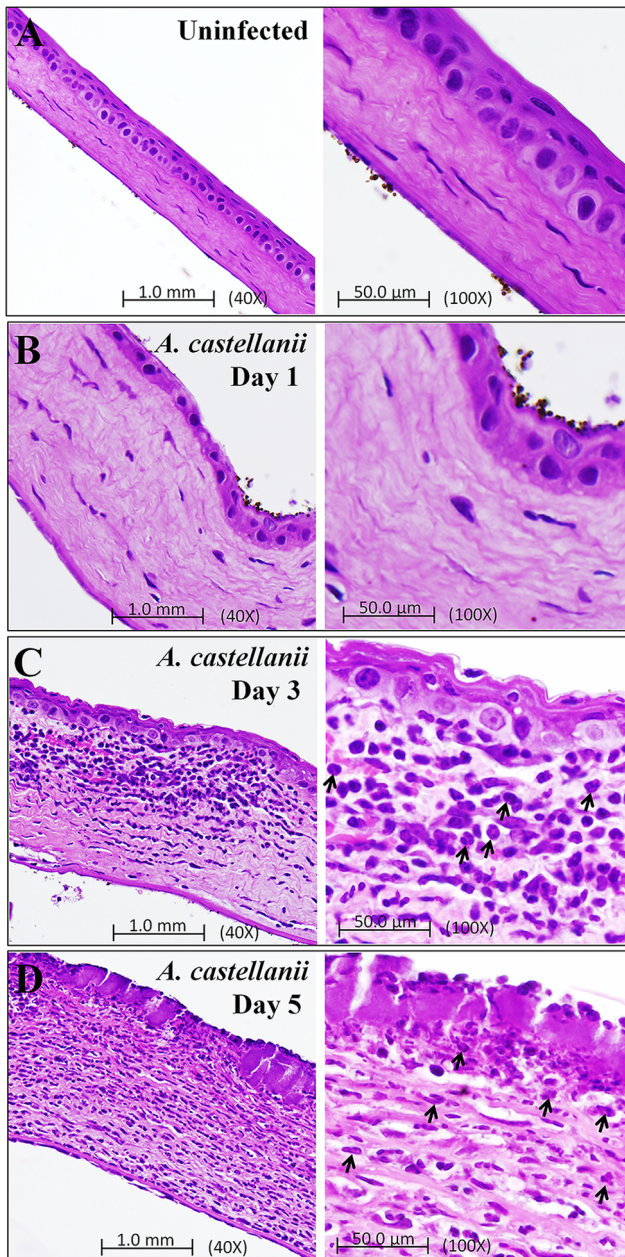 A
Uninfected
1.0 mm
(40X)
50.0 µm
(100X)
B
A. castellanii
Day 1
1.0 mm
(40X)
50.0 µm
(100X)
C
A. castellanii
Day 3
1.0 mm
(40X)
50.0 µm
(100X)
D
A. castellanii
Day 5
1.0 mm
(40X)
50.0 µm
(100X)